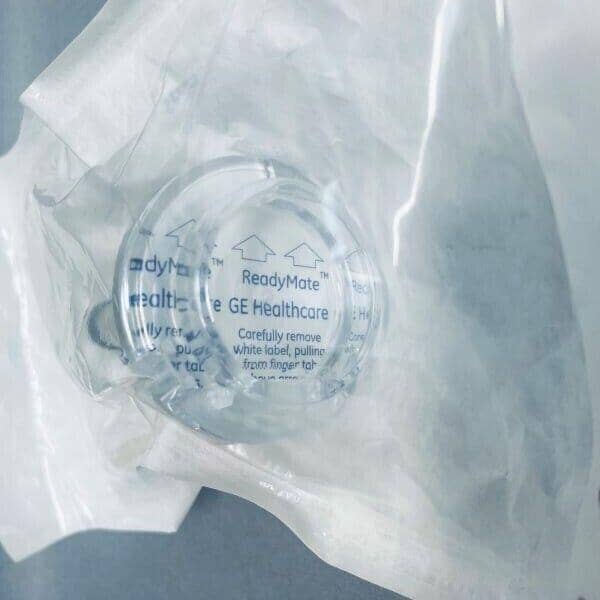 ReadyMate™
GE Healthcare
Carefully remove
white label, pulling
from finger tab